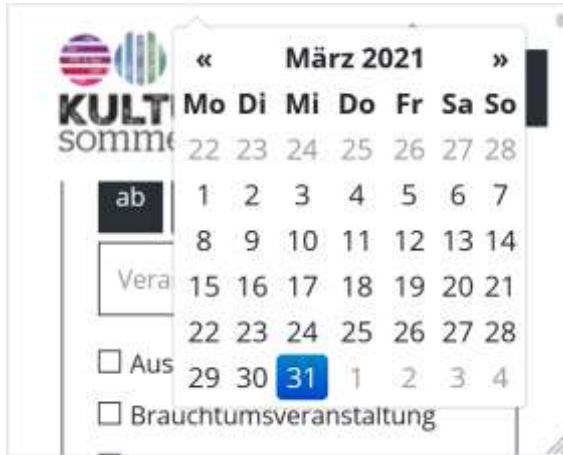 « März 2021 »
KULT
somme
Mo Di Mi Do Fr Sa So
22 23 24 25 26 27 28
ab 1 2 3 4 5 6 7
8 9 10 11 12 13 14
Vera 15 16 17 18 19 20 21
22 23 24 25 26 27 28
Aus 29 30 31 1 2 3 4
Brauchtumsveranstaltung